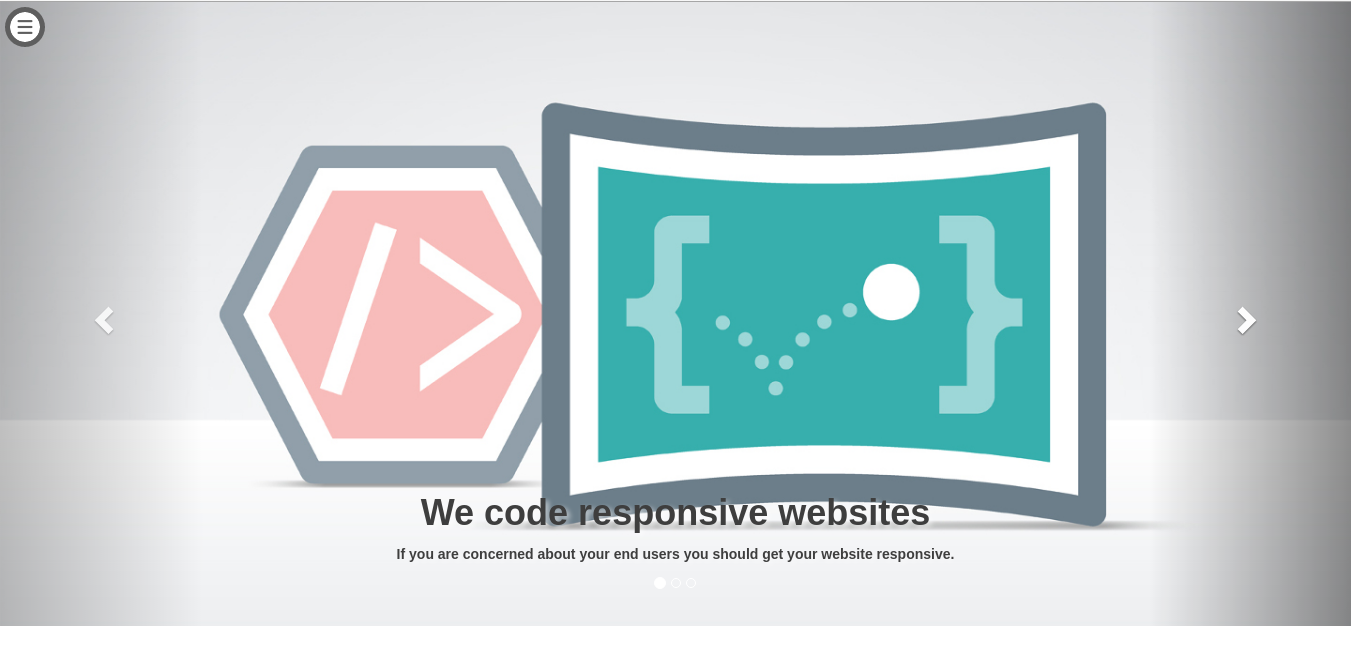 />
{ }
We code responsive websites
If you are concerned about your end users you should get your website responsive.